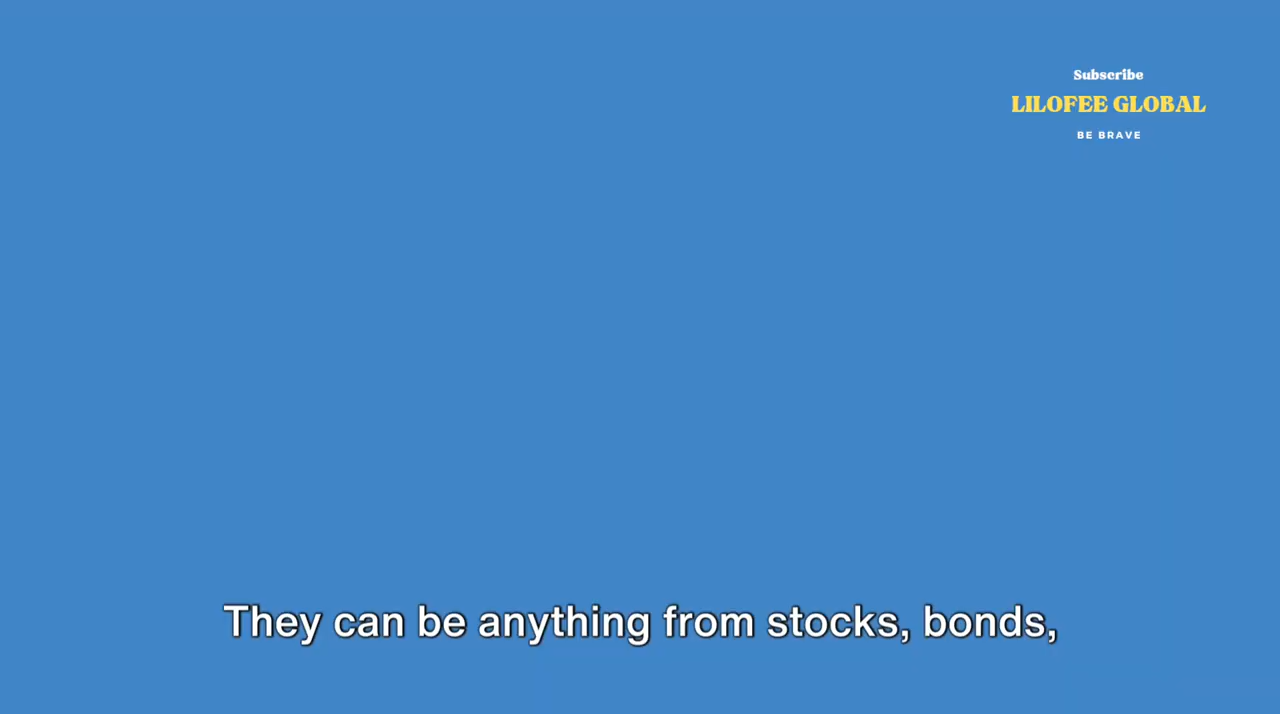 Subscribe
LILOFEE GLOBAL
BE BRAVE
They can be anything from stocks, bonds,